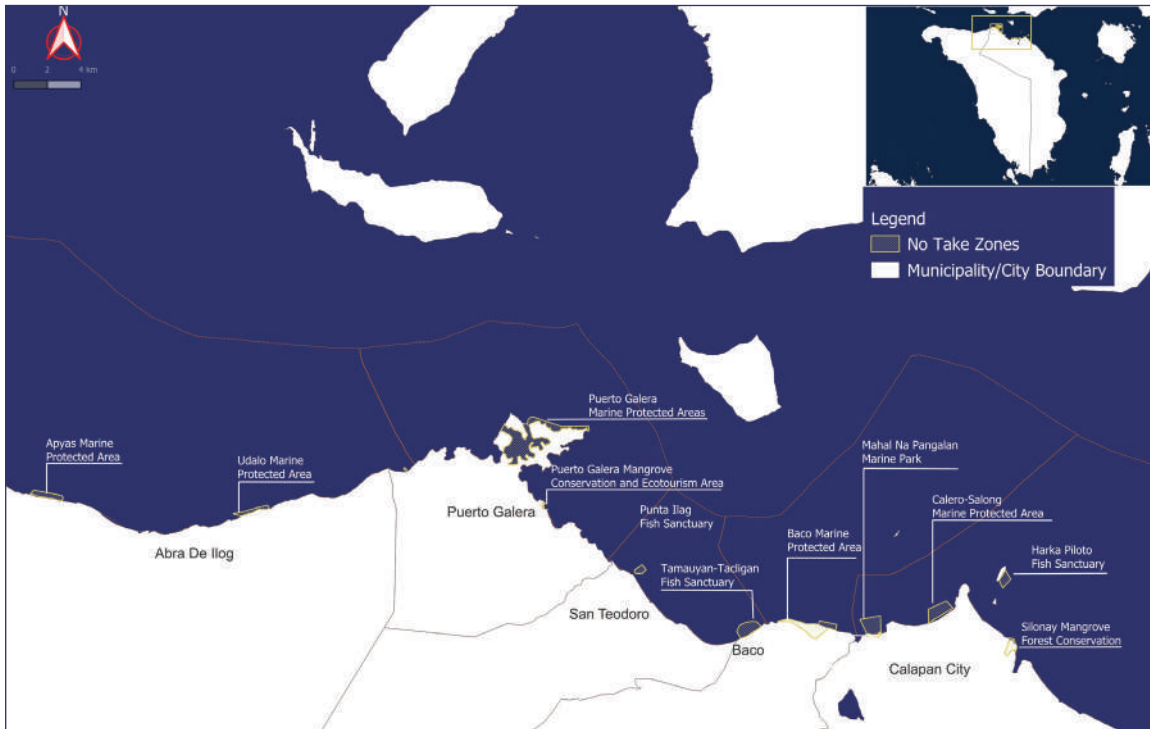 N
0 2 4 km
Legend
No Take Zones
Municipality/City Boundary
Puerto Galera
Marine Protected Areas
Apyas Marine
Protected Area
Udalo Marine
Protected Area
Mahal Na Pangalan
Marine Park
Puerto Galera Mangrove
Conservation and Ecotourism Area
Calero-Salong
Marine Protected Area
Puerto Galera
Punta Ilag
Fish Sanctuary
Baco Marine
Protected Area
Abra De Ilog
Harka Piloto
Fish Sanctuary
Tamauyan-Tacligan
Fish Sanctuary
San Teodoro
Silonay Mangrove
Forest Conservation
Baco
Calapan City